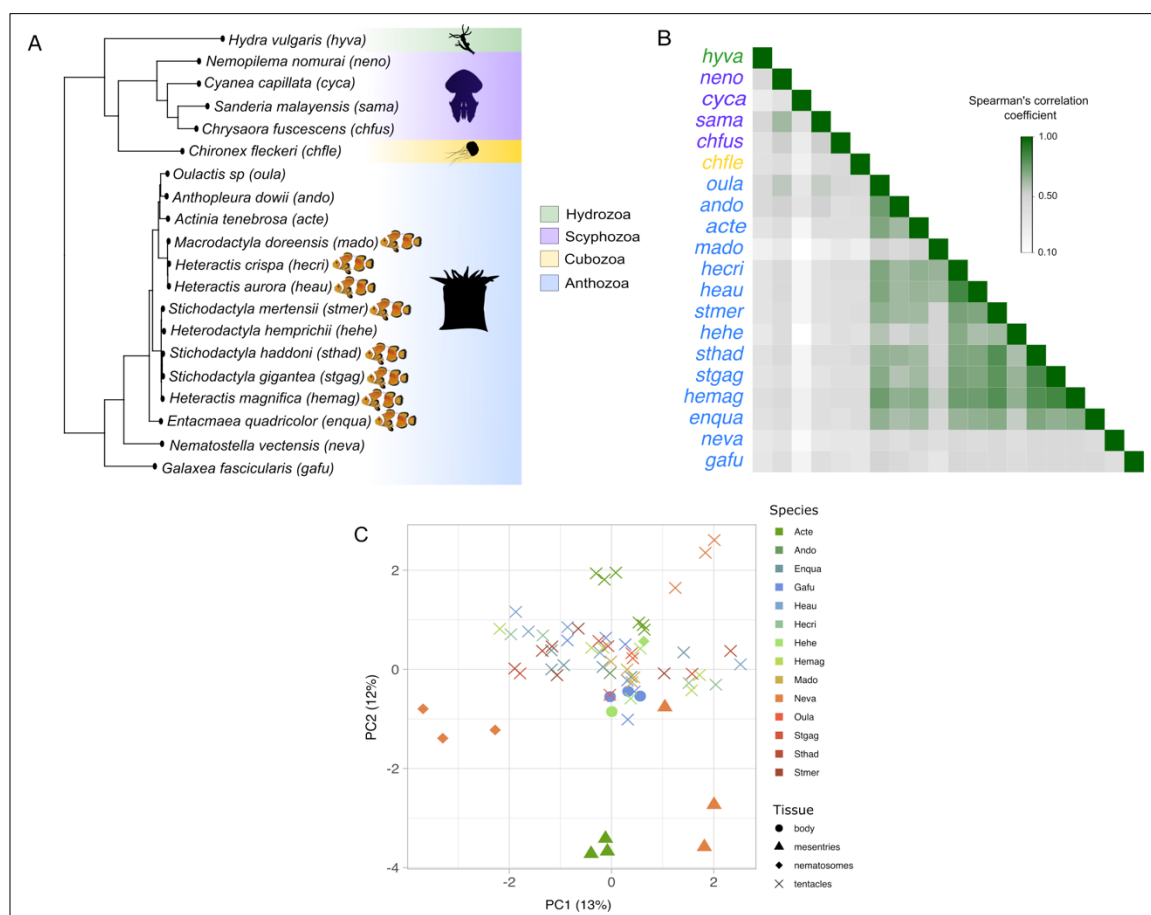 A
Hydra vulgaris (hyva)
Nemopilema nomurai (neno)
Cyanea capillata (cyca)
Sanderia malayensis (sama)
Chrysaora fuscescens (chfus)
Chironex fleckeri (chfle)
Oulactis sp (oula)
Anthopleura dowii (ando)
Actinia tenebrosa (acte)
Macrodactyla doreensis (mado)
Heteractis crispa (hecri)
Heteractis aurora (heau)
Stichodactyla mertensii (stmer)
Heterodactyla hemprichii (hehe)
Stichodactyla haddoni (sthad)
Stichodactyla gigantea (stgag)
Heteractis magnifica (hemag)
Entacmaea quadricolor (enqua)
Nematostella vectensis (neva)
Galaxea fascicularis (gafu)
Hydrozoa
Scyphozoa
Cubozoa
Anthozoa
B
hyva
neno
cyca
sama
chfus
chfle
oula
ando
acte
mado
hecri
heau
stmer
hehe
sthad
stgag
hemag
enqua
neva
gafu
Spearman's correlation
coefficient
1.00
0.50
0.10
C
PC2 (12%)
2
0
-2
-4
-2
0
2
PC1 (13%)
Species
Acte
Ando
Enqua
Gafu
Heau
Hecri
Hehe
Hemag
Mado
Neva
Oula
Stgag
Sthad
Stmer
Tissue
body
mesentries
nematosomes
tentacles